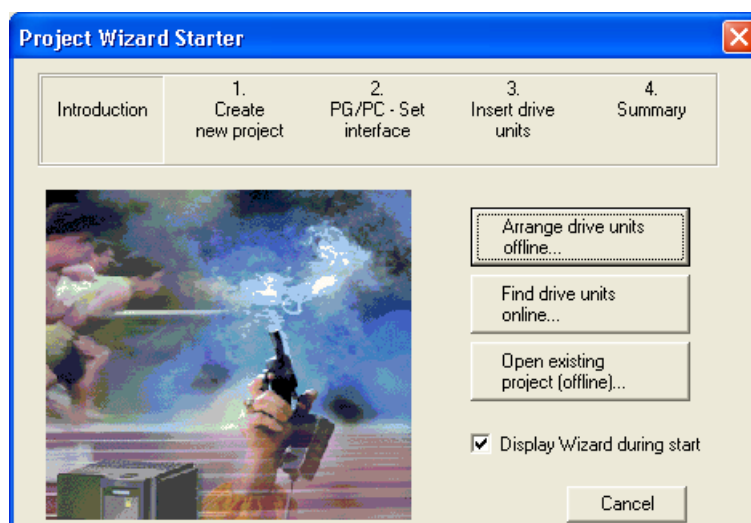 Project Wizard Starter
Introduction
1.
Create
new project
2.
PG/PC - Set
interface
3.
Insert drive
units
4.
Summary
Arrange drive units
offline...
Find drive units
online...
Open existing
project (offline)...
Display Wizard during start
Cancel